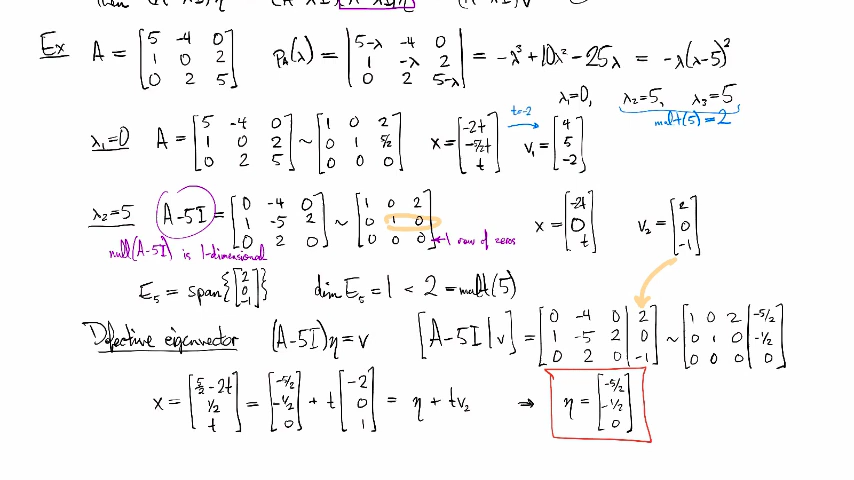 Ex A = [5 -4 0; 1 0 2; 0 2 5] P_A(λ) = |5-λ -4 0; 1 -λ 2; 0 2 5-λ| = -λ³+10λ²-25λ = -λ(λ-5)²
λ₁=0, λ₂=5, λ₃=5
mult(5)=2
λ₁=0 A = [5 -4 0; 1 0 2; 0 2 5] ~ [1 0 2; 0 1 5/2; 0 0 0] x = [-2t; -5/2t; t] t=-2 → v₁ = [4; 5; -2]
λ₂=5 A-5I = [0 -4 0; 1 -5 2; 0 2 0] ~ [1 0 2; 0 1 0; 0 0 0] x = [-2t; 0; t] v₂ = [2; 0; -1]
←1 row of zeros
null(A-5I) is 1-dimensional
E₅ = span{[2; 0; -1]} dim E₅ = 1 < 2 = mult(5)
Defective eigenvector (A-5I)η = v [A-5I | v] = [0 -4 0 | 2; 1 -5 2 | 0; 0 2 0 | -1] ~ [1 0 2 | -5/2; 0 1 0 | -1/2; 0 0 0 | 0]
x = [5/2-2t; 1/2; t] = [-5/2; -1/2; 0] + t[-2; 0; 1] = η + tv₂ ⇒ η = [-5/2; -1/2; 0]